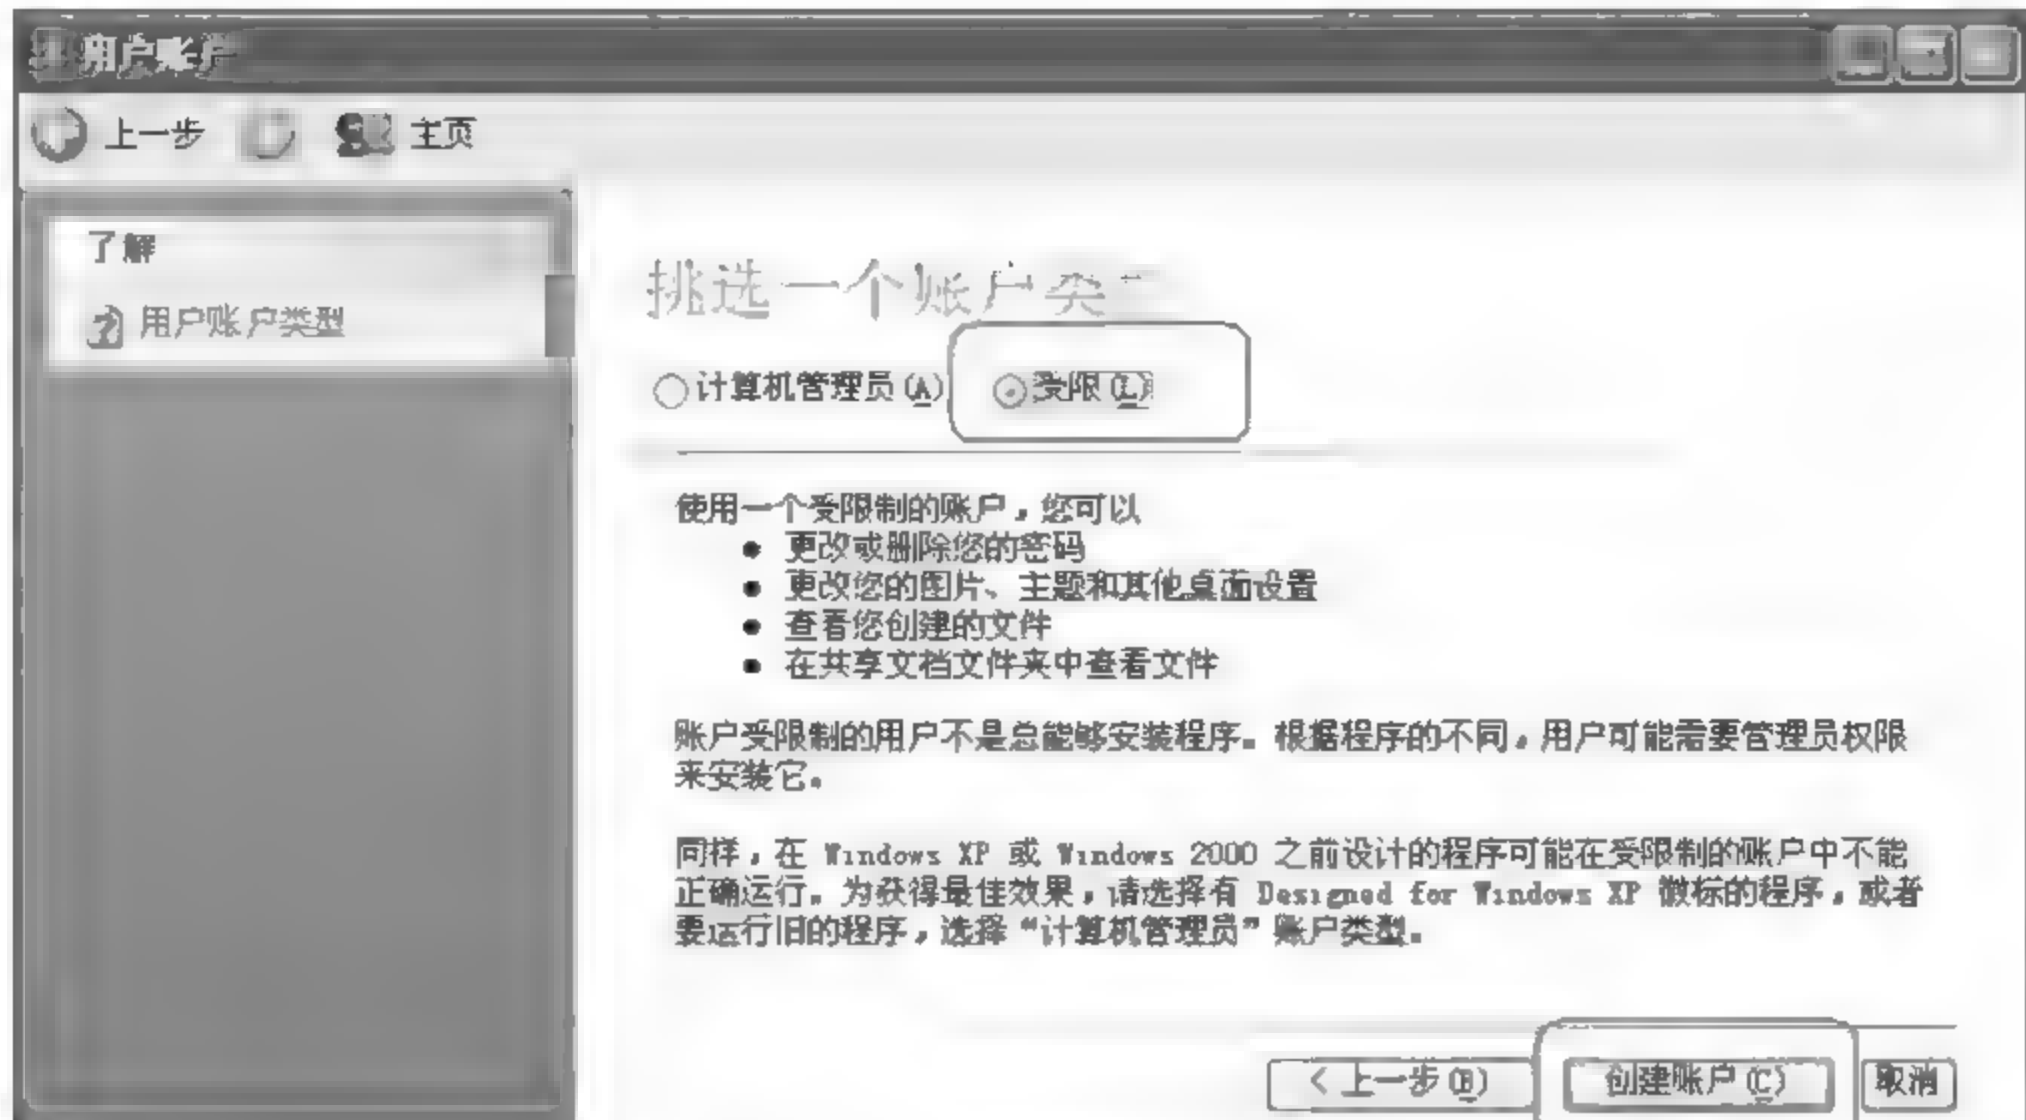 用户账户
上一步 主页
了解
用户账户类型
挑选一个账户类
计算机管理员(A) 受限(L)
使用一个受限制的账户，您可以
• 更改或删除您的密码
• 更改您的图片、主题和其他桌面设置
• 查看您创建的文件
• 在共享文档文件夹中查看文件
账户受限制的用户不是总能够安装程序。根据程序的不同，用户可能需要管理员权限
来安装它。
同样，在 Windows XP 或 Windows 2000 之前设计的程序可能在受限制的账户中不能
正确运行。为获得最佳效果，请选择有 Designed for Windows XP 徽标的程序，或者
要运行旧的程序，选择“计算机管理员”账户类型。
< 上一步(B) 创建账户(C) 取消